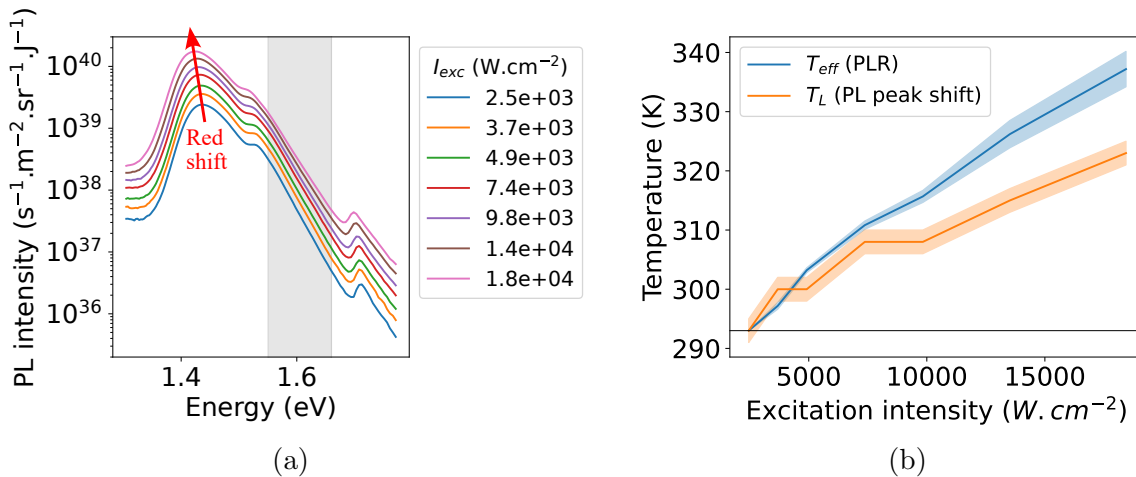 PL intensity (s⁻¹.m⁻².sr⁻¹.J⁻¹)
10⁴⁰
10³⁹
10³⁸
10³⁷
10³⁶
Red
shift
1.4
1.6
Energy (eV)
I_exc (W.cm⁻²)
2.5e+03
3.7e+03
4.9e+03
7.4e+03
9.8e+03
1.4e+04
1.8e+04
(a)
Temperature (K)
340
330
320
310
300
290
T_eff (PLR)
T_L (PL peak shift)
5000
10000
15000
Excitation intensity (W.cm⁻²)
(b)